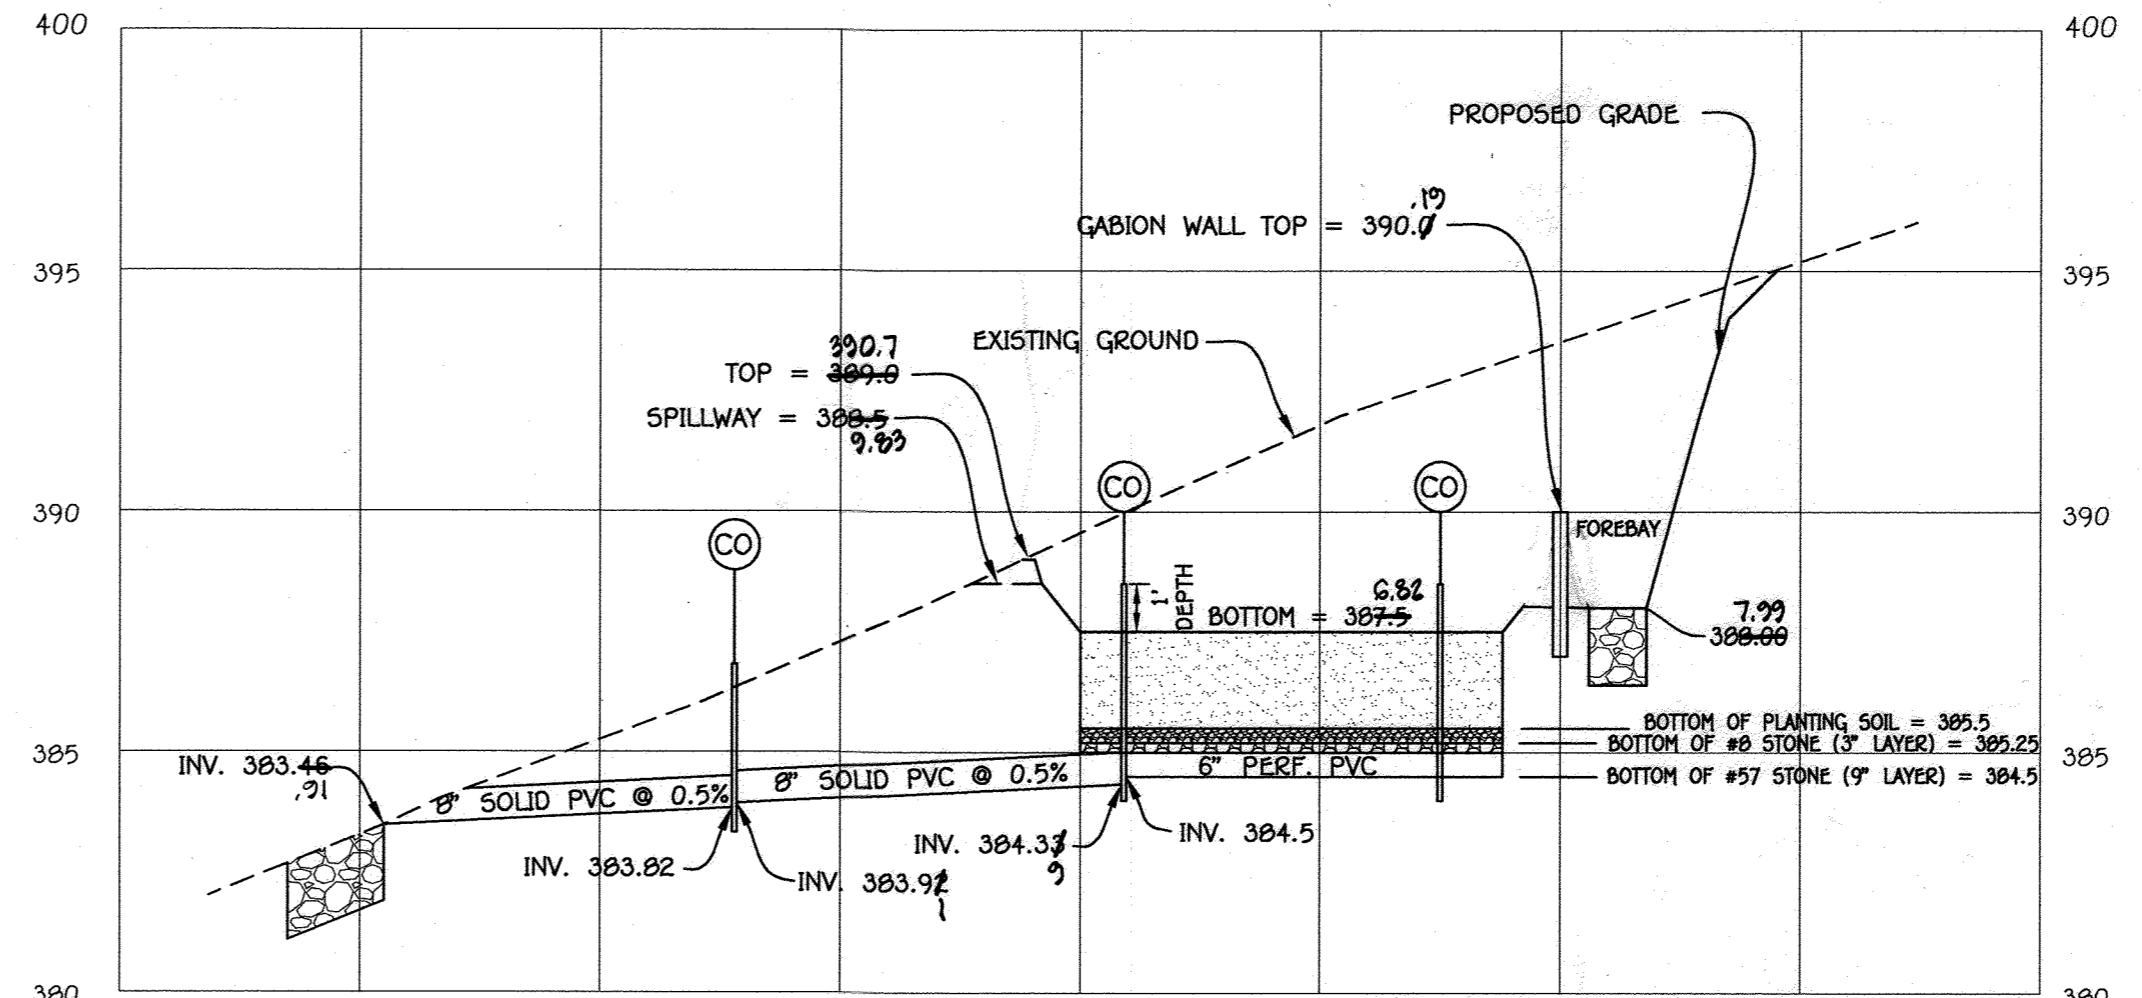 400
400
PROPOSED GRADE
.19
GABION WALL TOP = 390.0
395
395
390.7
EXISTING GROUND
TOP = 389.0
SPILLWAY = 388.5
9.83
CO
CO
390
390
FOREBAY
CO
1' DEPTH
6.82
BOTTOM = 387.5
7.99
388.00
BOTTOM OF PLANTING SOIL = 385.5
BOTTOM OF #8 STONE (3" LAYER) = 385.25
385
385
INV. 383.46
.91
6" PERF. PVC
8" SOLID PVC @ 0.5%
8" SOLID PVC @ 0.5%
BOTTOM OF #57 STONE (9" LAYER) = 384.5
INV. 384.5
INV. 384.33
9
INV. 383.82
INV. 383.92
1
380
380